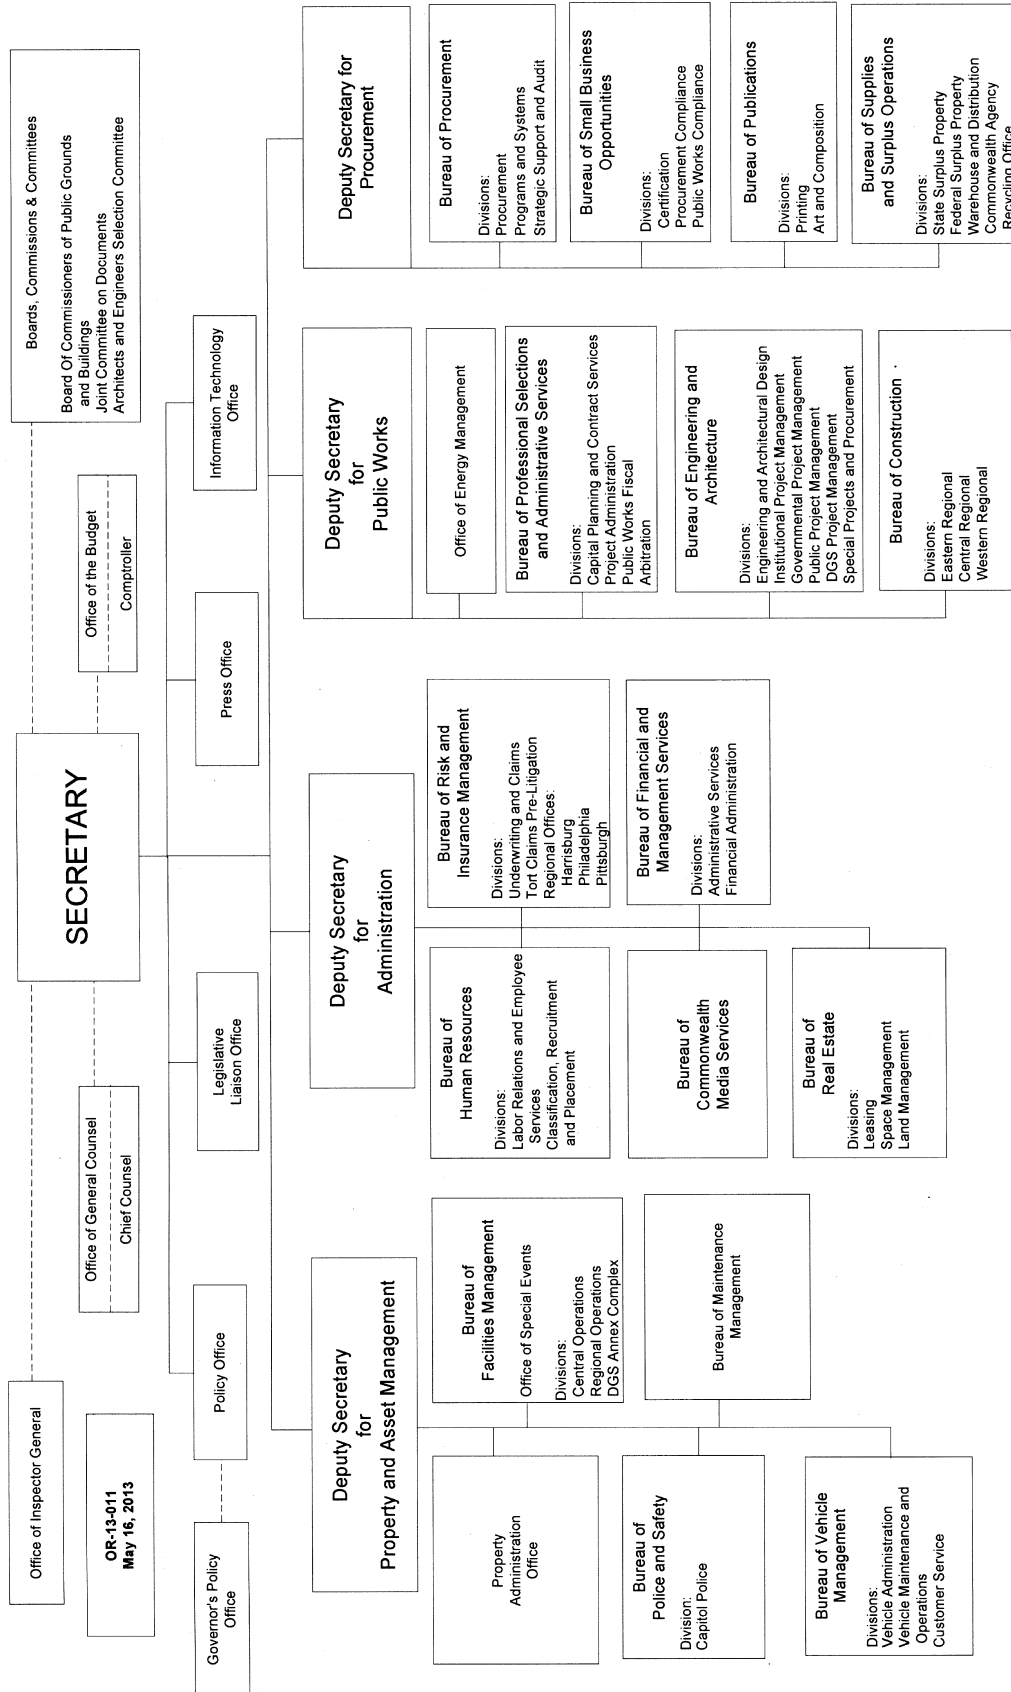 Office of Inspector General
OR-13-011
May 16, 2013
Governor's Policy
Office
SECRETARY
Office of General Counsel
Chief Counsel
Office of the Budget
Comptroller
Boards, Commissions & Committees
Board Of Commissioners of Public Grounds
and Buildings
Joint Committee on Documents
Architects and Engineers Selection Committee
Policy Office
Legislative
Liaison Office
Press Office
Information Technology
Office
Deputy Secretary
for
Property and Asset Management
Property
Administration
Office
Bureau of
Facilities Management
Office of Special Events
Divisions:
Central Operations
Regional Operations
DGS Annex Complex
Bureau of
Police and Safety
Division:
Capitol Police
Bureau of Maintenance
Management
Bureau of Vehicle
Management
Divisions:
Vehicle Administration
Vehicle Maintenance and
Operations
Customer Service
Deputy Secretary
for
Administration
Bureau of
Human Resources
Divisions:
Labor Relations and Employee
Services
Classification, Recruitment
and Placement
Bureau of Risk and
Insurance Management
Divisions:
Underwriting and Claims
Tort Claims Pre-Litigation
Regional Offices:
Harrisburg
Philadelphia
Pittsburgh
Bureau of
Commonwealth
Media Services
Bureau of Financial and
Management Services
Divisions:
Administrative Services
Financial Administration
Bureau of
Real Estate
Divisions:
Leasing
Space Management
Land Management
Deputy Secretary
for
Public Works
Office of Energy Management
Bureau of Professional Selections
and Administrative Services
Divisions:
Capital Planning and Contract Services
Project Administration
Public Works Fiscal
Arbitration
Bureau of Engineering and
Architecture
Divisions:
Engineering and Architectural Design
Institutional Project Management
Governmental Project Management
Public Project Management
DGS Project Management
Special Projects and Procurement
Bureau of Construction
Divisions:
Eastern Regional
Central Regional
Western Regional
Deputy Secretary for
Procurement
Bureau of Procurement
Divisions:
Procurement
Programs and Systems
Strategic Support and Audit
Bureau of Small Business
Opportunities
Divisions:
Certification
Procurement Compliance
Public Works Compliance
Bureau of Publications
Divisions:
Printing
Art and Composition
Bureau of Supplies
and Surplus Operations
Divisions:
State Surplus Property
Federal Surplus Property
Warehouse and Distribution
Commonwealth Agency
Recycling Office